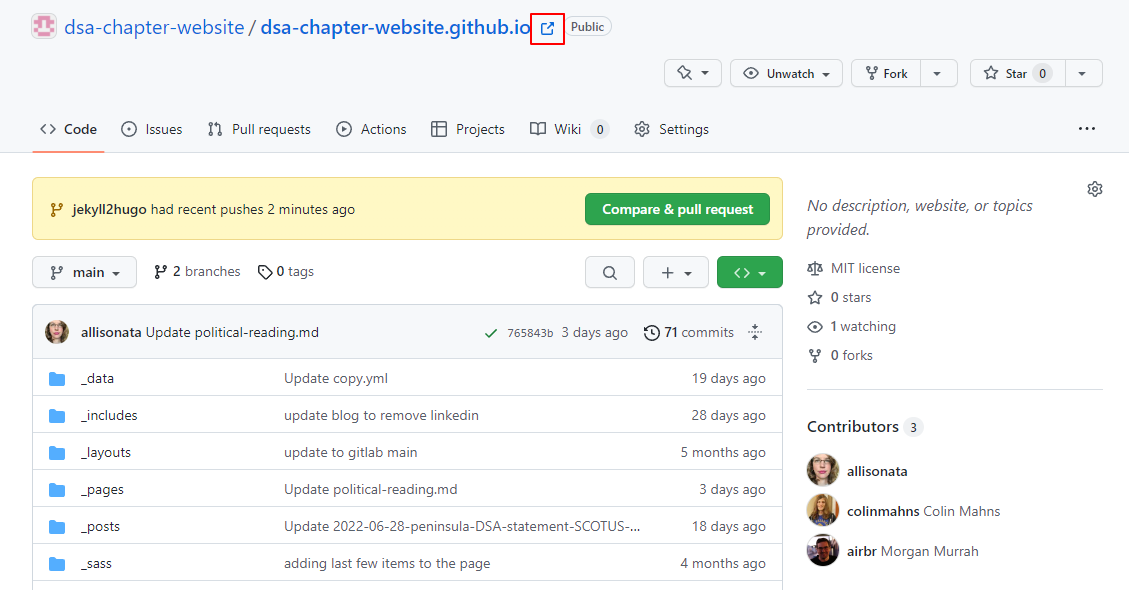 dsa-chapter-website / dsa-chapter-website.github.io Public
Unwatch Fork Star 0
Code Issues Pull requests Actions Projects Wiki 0 Settings
jekyll2hugo had recent pushes 2 minutes ago Compare & pull request
main 2 branches 0 tags
allisonata Update political-reading.md 765843b 3 days ago 71 commits
_data Update copy.yml 19 days ago
_includes update blog to remove linkedin 28 days ago
_layouts update to gitlab main 5 months ago
_pages Update political-reading.md 3 days ago
_posts Update 2022-06-28-peninsula-DSA-statement-SCOTUS-... 18 days ago
_sass adding last few items to the page 4 months ago
No description, website, or topics
provided.
MIT license
0 stars
1 watching
0 forks
Contributors 3
allisonata
colinmahns Colin Mahns
airbr Morgan Murrah